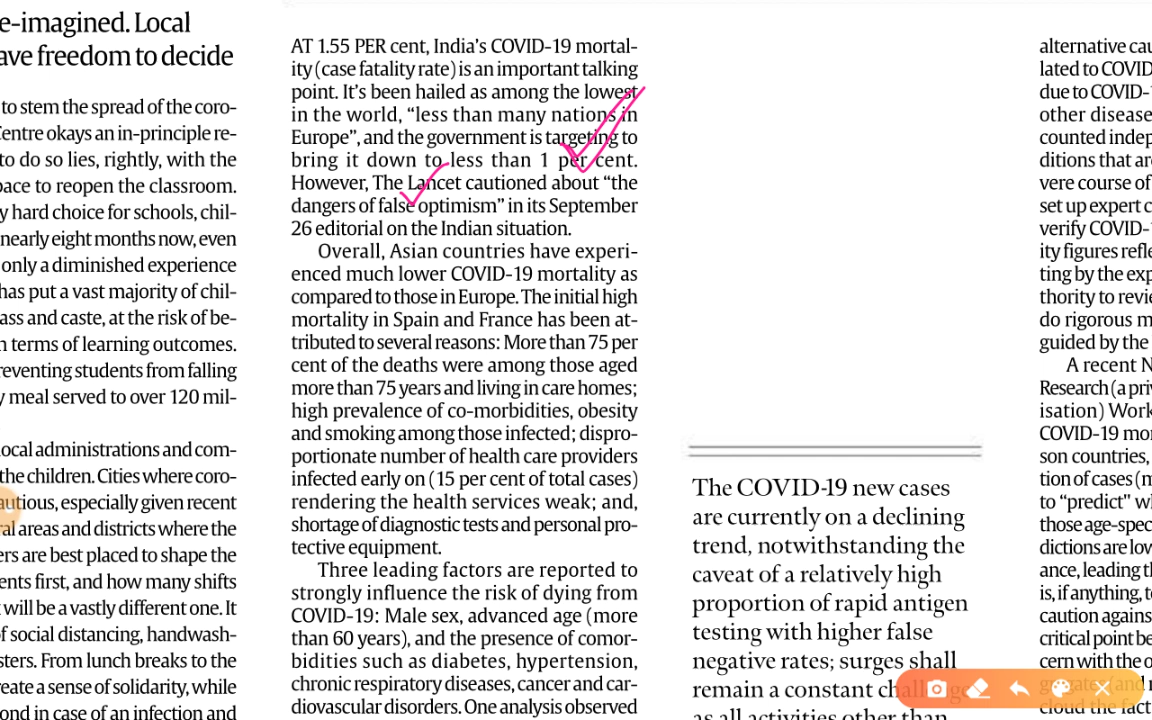 e-imagined. Local
ave freedom to decide
to stem the spread of the coro-
Centre okays an in-principle re-
to do so lies, rightly, with the
pace to reopen the classroom.
y hard choice for schools, chil-
nearly eight months now, even
only a diminished experience
has put a vast majority of chil-
ass and caste, at the risk of be-
n terms of learning outcomes.
reventing students from falling
y meal served to over 120 mil-
local administrations and com-
the children. Cities where coro-
autious, especially given recent
ral areas and districts where the
ers are best placed to shape the
ents first, and how many shifts
will be a vastly different one. It
of social distancing, handwash-
sters. From lunch breaks to the
reate a sense of solidarity, while
ond in case of an infection and
AT 1.55 PER cent, India's COVID-19 mortal-
ity (case fatality rate) is an important talking
point. It's been hailed as among the lowest
in the world, "less than many nations in
Europe", and the government is targeting to
bring it down to less than 1 per cent.
However, The Lancet cautioned about "the
dangers of false optimism" in its September
26 editorial on the Indian situation.
Overall, Asian countries have experi-
enced much lower COVID-19 mortality as
compared to those in Europe. The initial high
mortality in Spain and France has been at-
tributed to several reasons: More than 75 per
cent of the deaths were among those aged
more than 75 years and living in care homes;
high prevalence of co-morbidities, obesity
and smoking among those infected; dispro-
portionate number of health care providers
infected early on (15 per cent of total cases)
rendering the health services weak; and,
shortage of diagnostic tests and personal pro-
tective equipment.
Three leading factors are reported to
strongly influence the risk of dying from
COVID-19: Male sex, advanced age (more
than 60 years), and the presence of comor-
bidities such as diabetes, hypertension,
chronic respiratory diseases, cancer and car-
diovascular disorders. One analysis observed
The COVID-19 new cases
are currently on a declining
trend, notwithstanding the
caveat of a relatively high
proportion of rapid antigen
testing with higher false
negative rates; surges shall
remain a constant challenge
as all activities other than
alternative cau
lated to COVID
due to COVID-
other disease
counted indep
ditions that ar
vere course of
set up expert c
verify COVID-
ity figures refle
ting by the exp
thority to revie
do rigorous m
guided by the
A recent N
Research (a priv
isation) Work
COVID-19 mor
son countries,
tion of cases (m
to "predict" wh
those age-spec
dictions are low
ance, leading th
is, if anything, t
caution agains
critical point be
cern with the o
cloud the fact